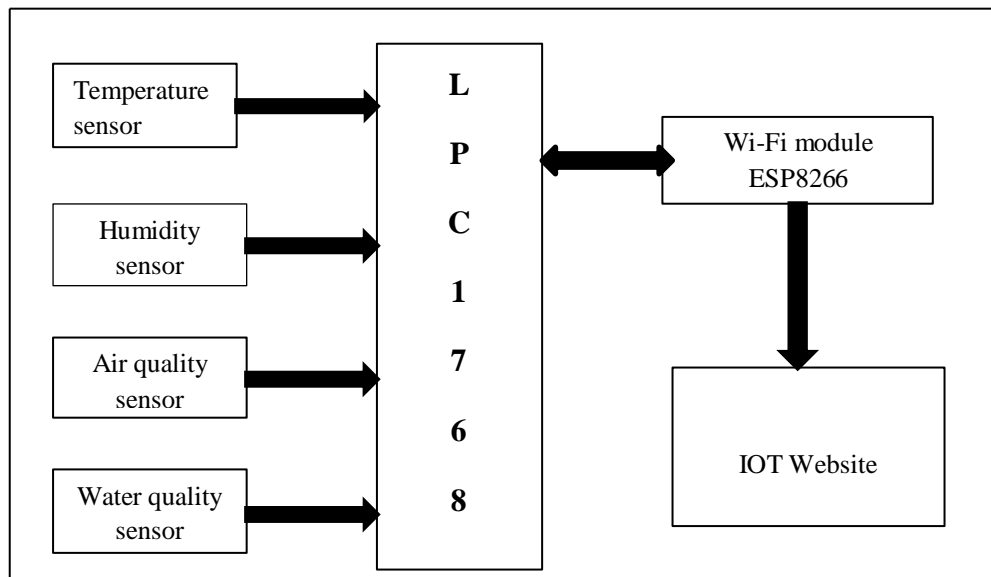 Temperature
sensor
Humidity
sensor
Air quality
sensor
Water quality
sensor
L
P
C
1
7
6
8
Wi-Fi module
ESP8266
IOT Website